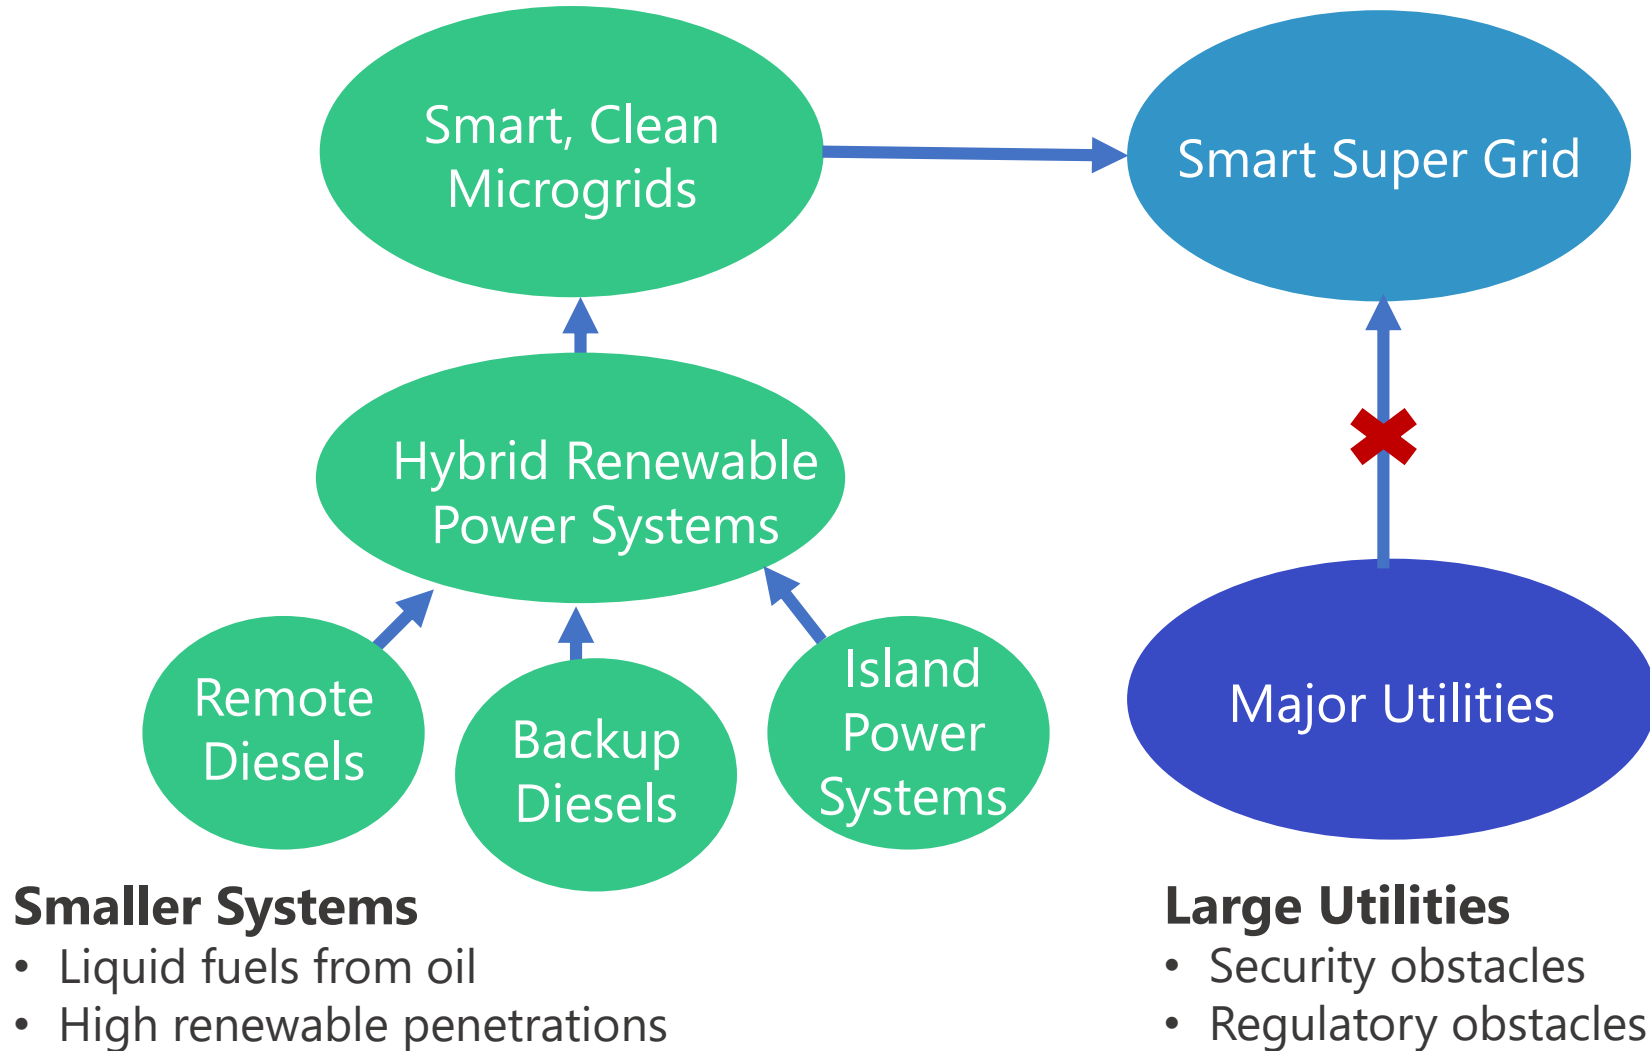 Smart, Clean
Microgrids
Smart Super Grid
Hybrid Renewable
Power Systems
Remote
Diesels
Backup
Diesels
Island
Power
Systems
Major Utilities
Smaller Systems
• Liquid fuels from oil
• High renewable penetrations
Large Utilities
• Security obstacles
• Regulatory obstacles